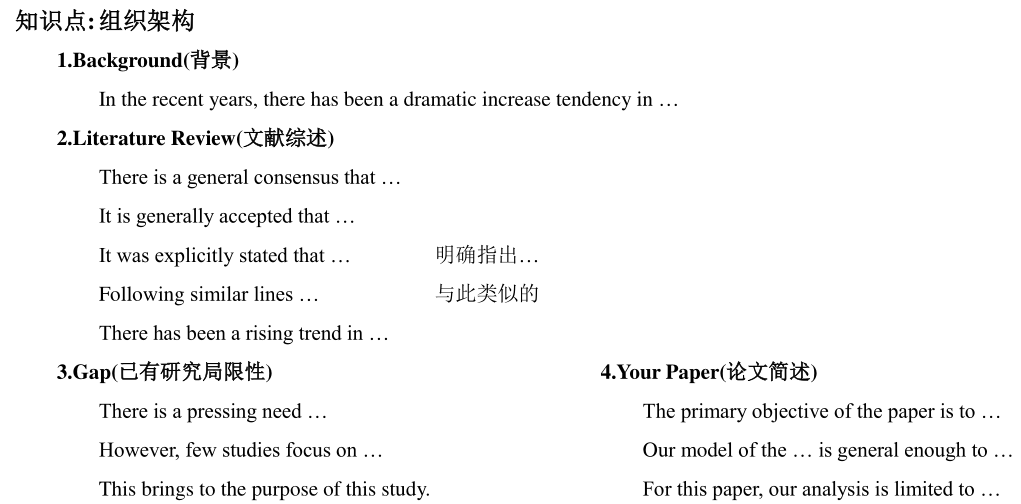 知识点:组织架构
1.Background(背景)
In the recent years, there has been a dramatic increase tendency in …
2.Literature Review(文献综述)
There is a general consensus that …
It is generally accepted that …
It was explicitly stated that … 明确指出…
Following similar lines … 与此类似的
There has been a rising trend in …
3.Gap(已有研究局限性)
There is a pressing need …
However, few studies focus on …
This brings to the purpose of this study.
4.Your Paper(论文简述)
The primary objective of the paper is to …
Our model of the … is general enough to …
For this paper, our analysis is limited to …